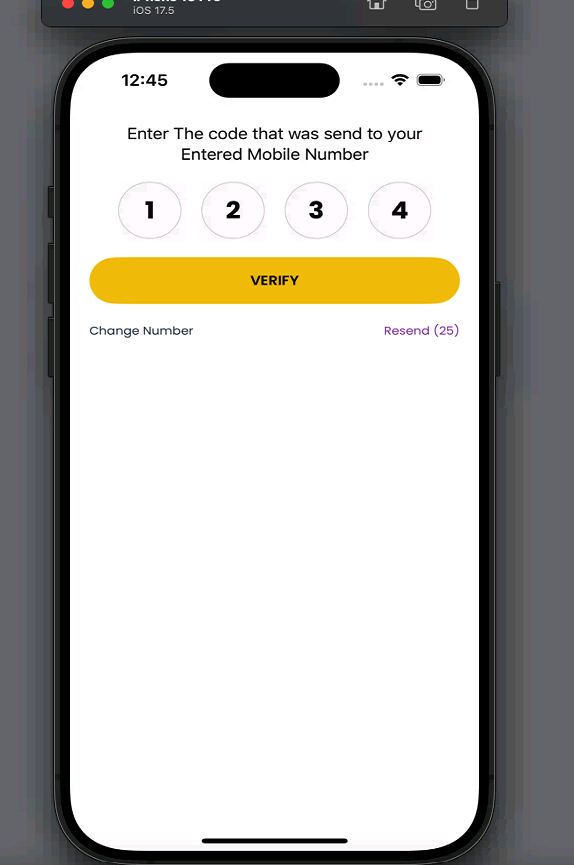 iOS 17.5
12:45
Enter The code that was send to your
Entered Mobile Number
1 2 3 4
VERIFY
Change Number Resend (25)